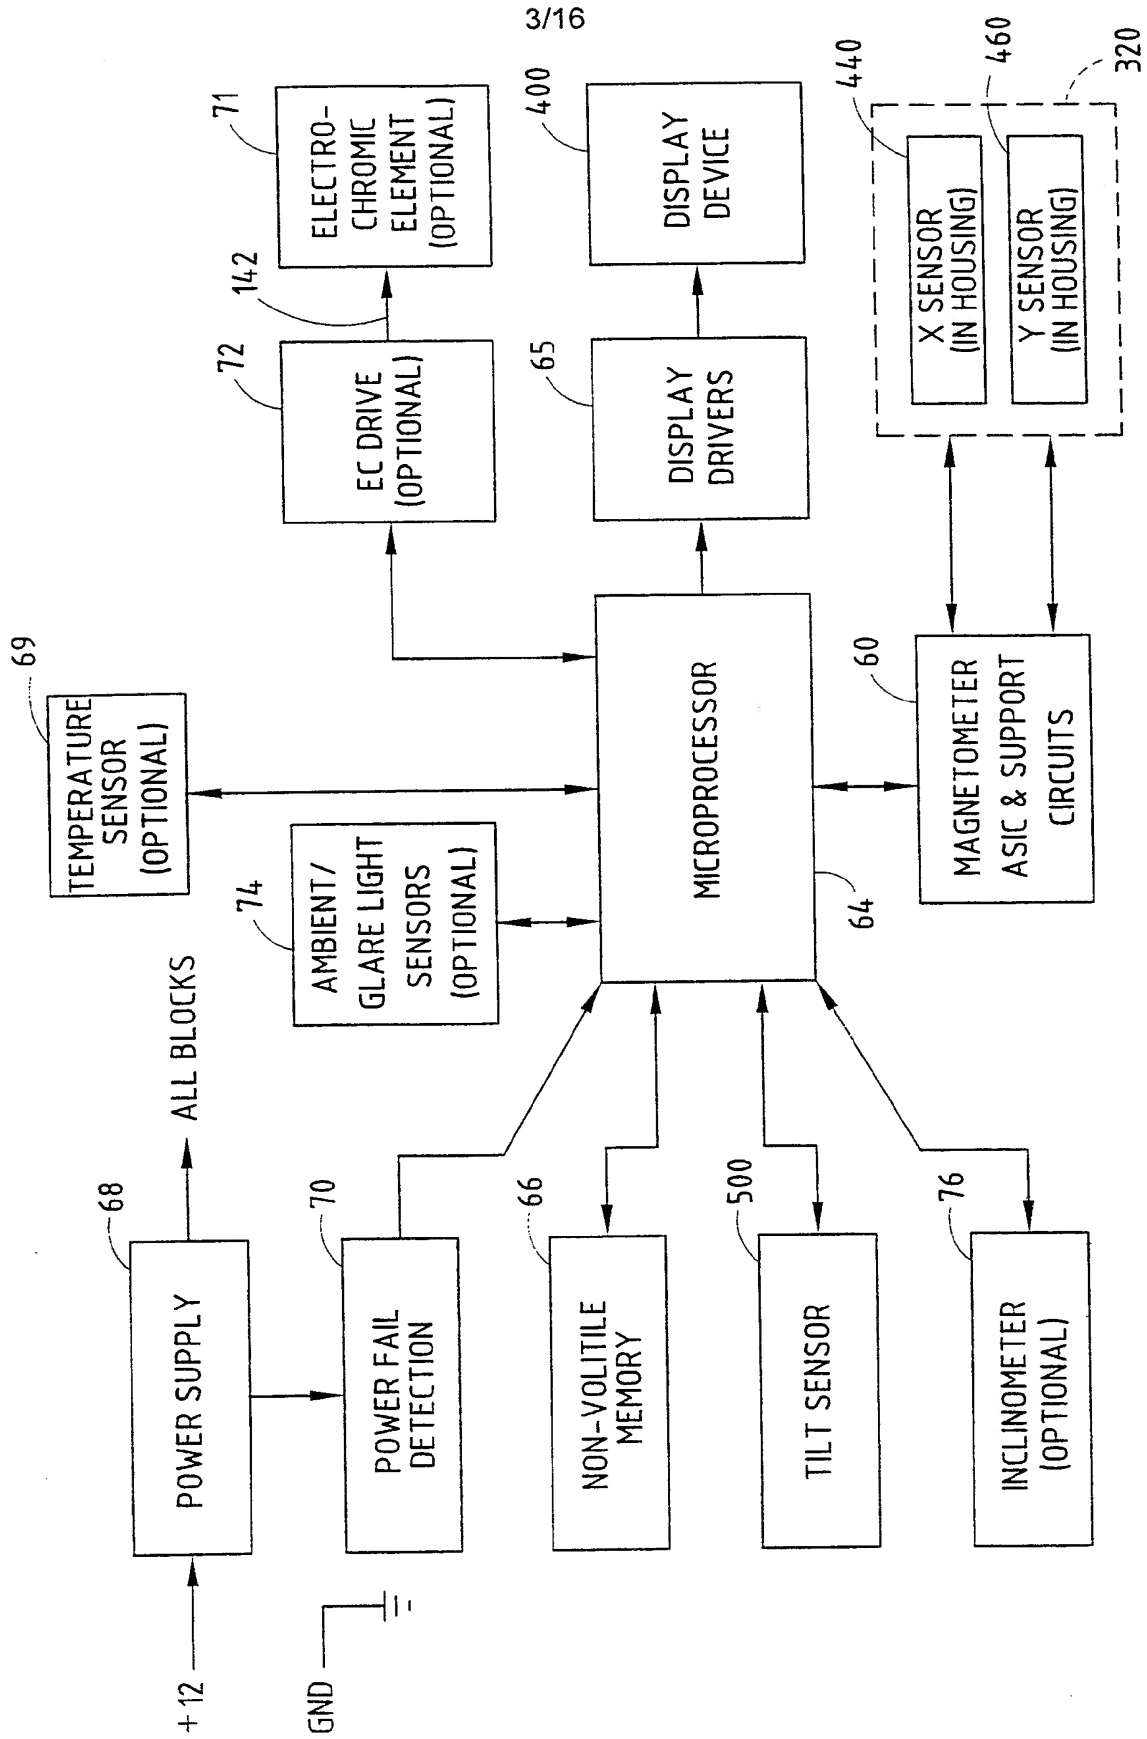 3/16
+12
POWER SUPPLY
68
ALL BLOCKS
GND
POWER FAIL
DETECTION
70
NON-VOLITILE
MEMORY
66
TILT SENSOR
500
INCLINOMETER
(OPTIONAL)
76
TEMPERATURE
SENSOR
(OPTIONAL)
69
AMBIENT/
GLARE LIGHT
SENSORS
(OPTIONAL)
74
MICROPROCESSOR
64
MAGNETOMETER
ASIC & SUPPORT
CIRCUITS
60
EC DRIVE
(OPTIONAL)
72
142
ELECTRO-
CHROMIC
ELEMENT
(OPTIONAL)
71
DISPLAY
DRIVERS
65
DISPLAY
DEVICE
400
X SENSOR
(IN HOUSING)
440
Y SENSOR
(IN HOUSING)
460
320